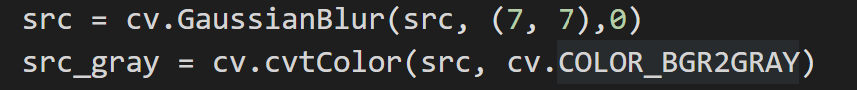 src = cv.GaussianBlur(src, (7, 7),0)
src_gray = cv.cvtColor(src, cv.COLOR_BGR2GRAY)